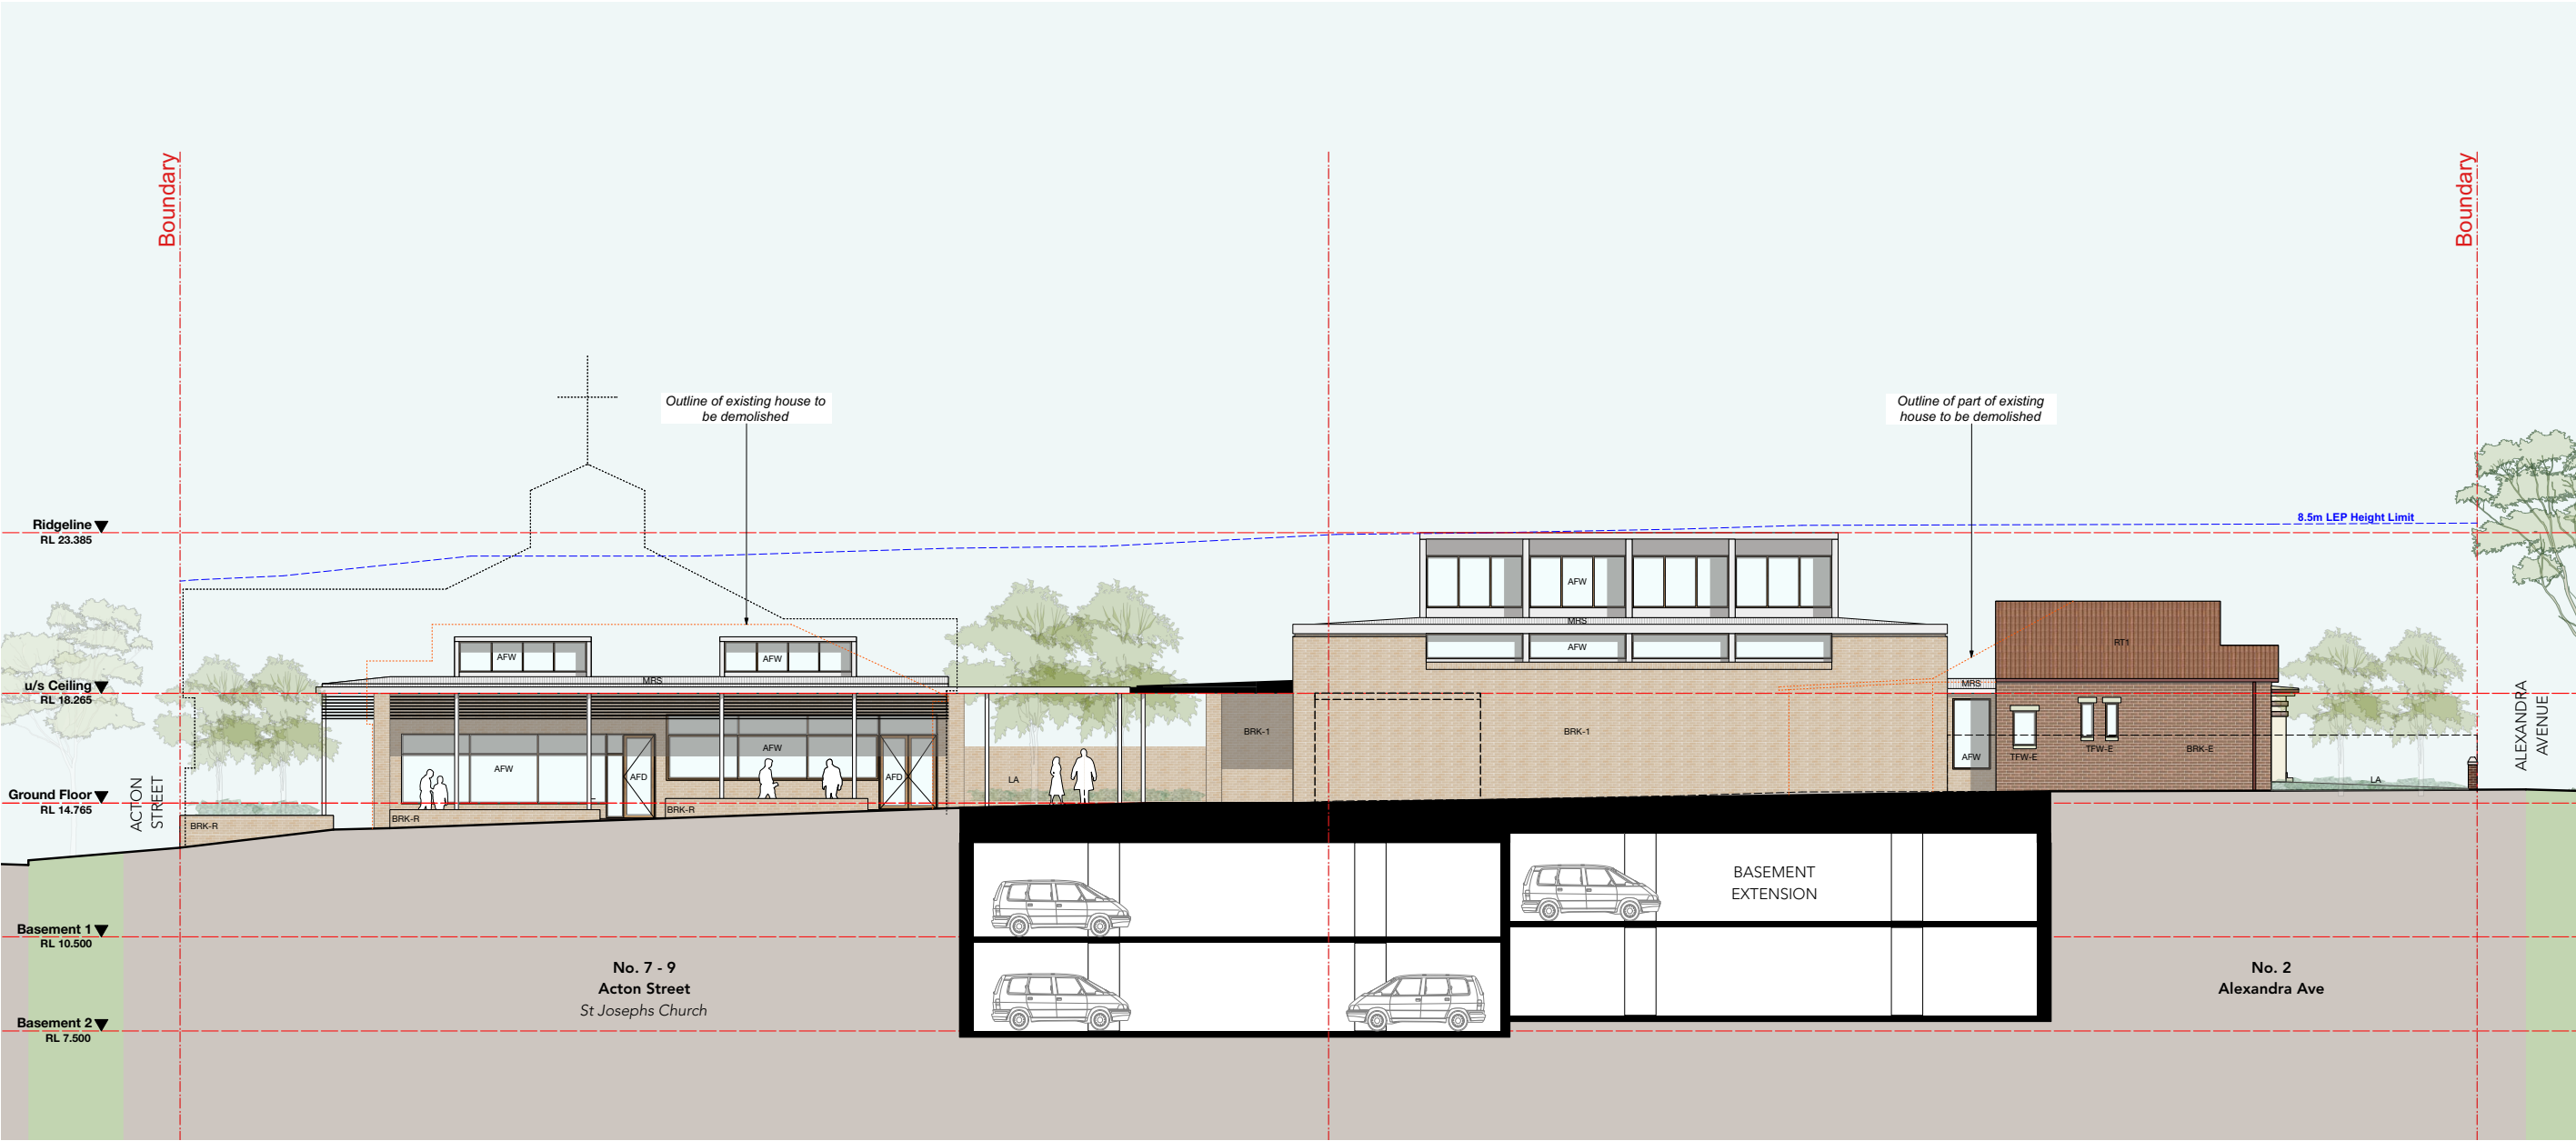 Boundary
Boundary
Outline of existing house to
be demolished
Outline of part of existing
house to be demolished
8.5m LEP Height Limit
Ridgeline
RL 23.385
AFW
MRS
AFW
RT1
AFW
AFW
MRS
MRS
u/s Ceiling
RL 18.265
ALEXANDRA
AVENUE
BRK-1
BRK-1
AFW
AFW
AFD
AFD
LA
AFW
TFW-E
TFW-E
BRK-E
LA
Ground Floor
RL 14.765
ACTON
STREET
BRK-R
BRK-R
BRK-R
BASEMENT
EXTENSION
Basement 1
RL 10.500
No. 7 - 9
Acton Street
St Josephs Church
No. 2
Alexandra Ave
Basement 2
RL 7.500